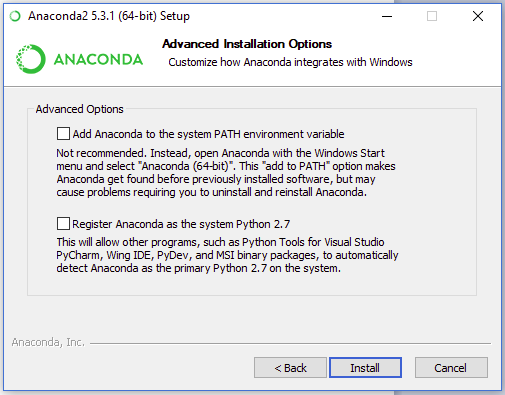 Anaconda2 5.3.1 (64-bit) Setup
ANACONDA
Advanced Installation Options
Customize how Anaconda integrates with Windows
Advanced Options
Add Anaconda to the system PATH environment variable
Not recommended. Instead, open Anaconda with the Windows Start
menu and select "Anaconda (64-bit)". This "add to PATH" option makes
Anaconda get found before previously installed software, but may
cause problems requiring you to uninstall and reinstall Anaconda.
Register Anaconda as the system Python 2.7
This will allow other programs, such as Python Tools for Visual Studio
PyCharm, Wing IDE, PyDev, and MSI binary packages, to automatically
detect Anaconda as the primary Python 2.7 on the system.
Anaconda, Inc.
< Back
Install
Cancel